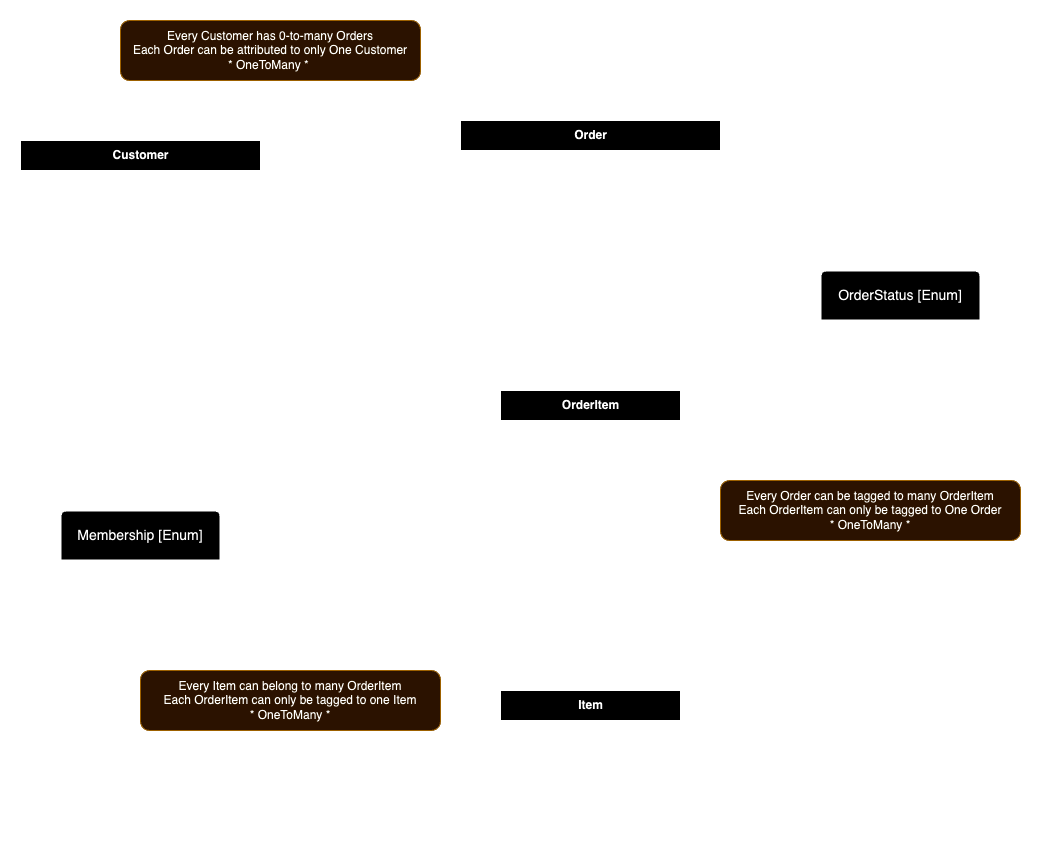 Every Customer has 0-to-many Orders
Each Order can be attributed to only One Customer
* OneToMany *
Order
Customer
OrderStatus [Enum]
OrderItem
Every Order can be tagged to many OrderItem
Each OrderItem can only be tagged to One Order
* OneToMany *
Membership [Enum]
Every Item can belong to many OrderItem
Each OrderItem can only be tagged to one Item
* OneToMany *
Item